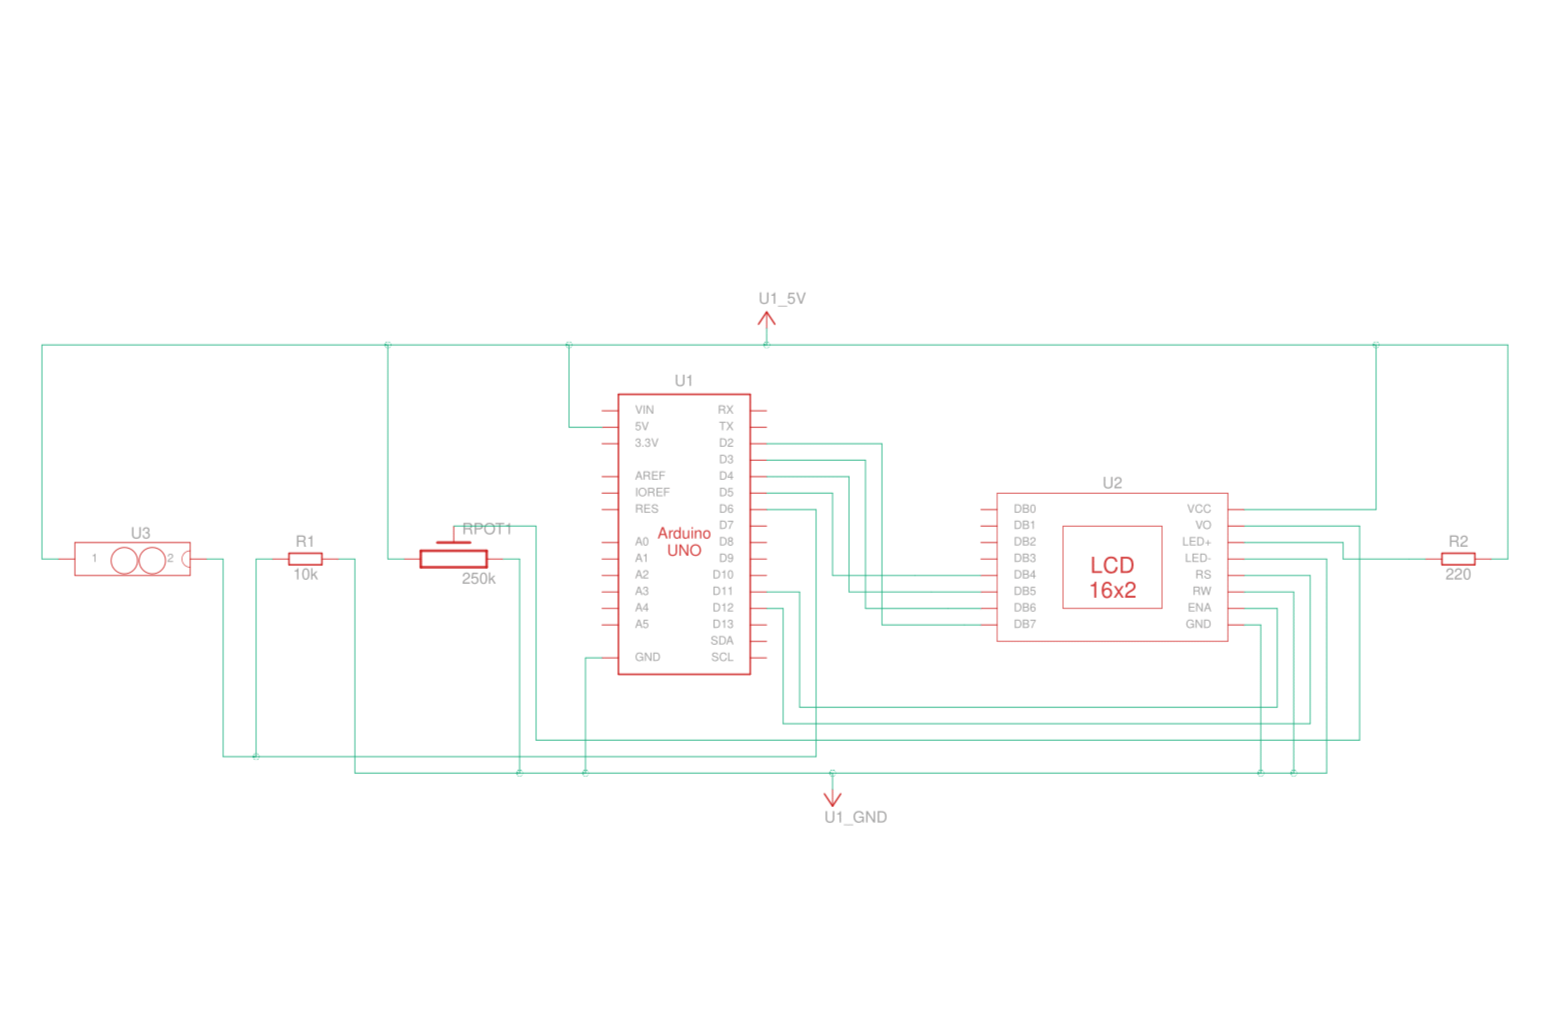 U1_5V
U1
VIN RX
5V TX
3.3V D2
D3
AREF D4
IOREF D5
RES D6
D7
A0 D8
A1 D9
A2 D10
A3 D11
A4 D12
A5 D13
SDA
GND SCL
Arduino
UNO
U2
DB0 VCC
DB1 VO
DB2 LED+
DB3 LED-
DB4 RS
DB5 RW
DB6 ENA
DB7 GND
LCD
16x2
U3
1 2
R1
10k
RPOT1
250k
R2
220
U1_GND